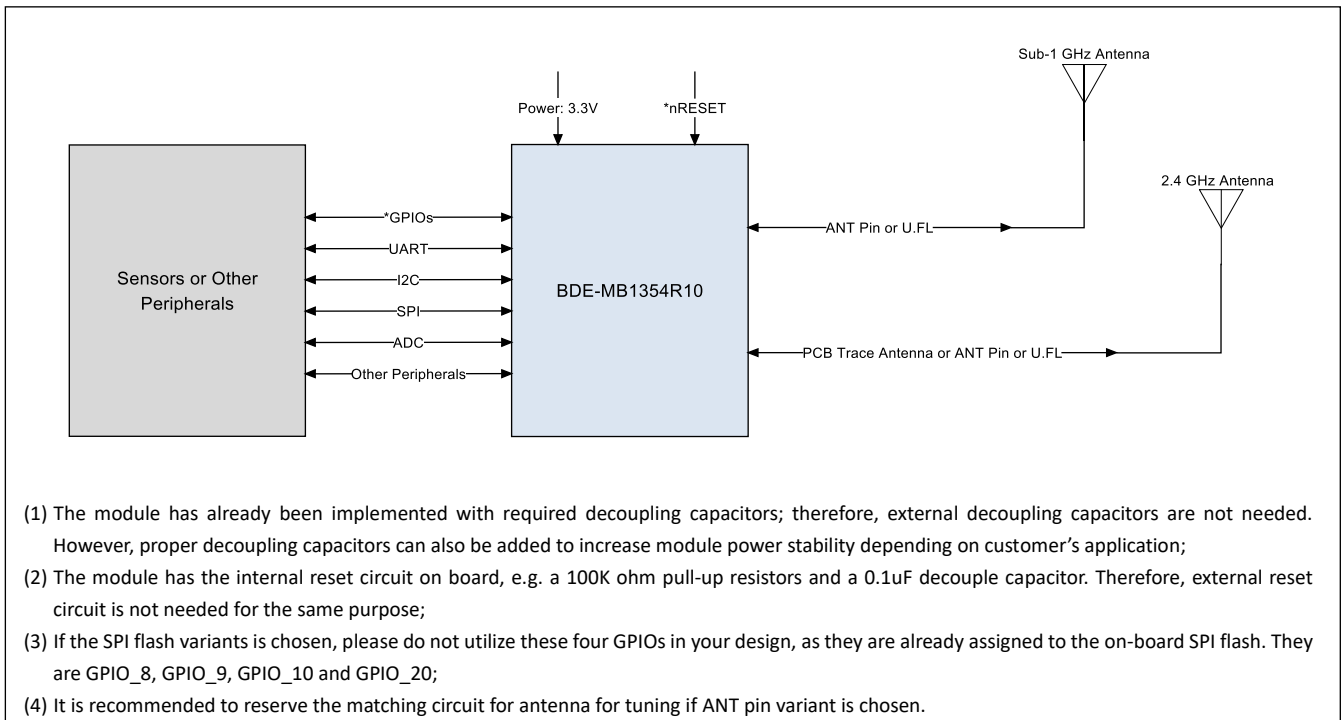 Sub-1 GHz Antenna
Power: 3.3V
*nRESET
2.4 GHz Antenna
*GPIOs
ANT Pin or U.FL
UART
Sensors or Other
Peripherals
I2C
BDE-MB1354R10
SPI
ADC
PCB Trace Antenna or ANT Pin or U.FL
Other Peripherals
(1) The module has already been implemented with required decoupling capacitors; therefore, external decoupling capacitors are not needed.
However, proper decoupling capacitors can also be added to increase module power stability depending on customer’s application;
(2) The module has the internal reset circuit on board, e.g. a 100K ohm pull-up resistors and a 0.1uF decouple capacitor. Therefore, external reset
circuit is not needed for the same purpose;
(3) If the SPI flash variants is chosen, please do not utilize these four GPIOs in your design, as they are already assigned to the on-board SPI flash. They
are GPIO_8, GPIO_9, GPIO_10 and GPIO_20;
(4) It is recommended to reserve the matching circuit for antenna for tuning if ANT pin variant is chosen.